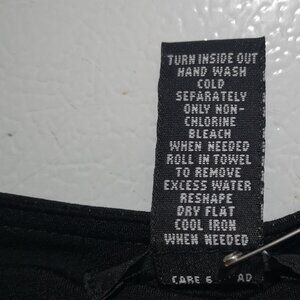 TURN INSIDE OUT
HAND WASH
COLD
SEPARATELY
ONLY NON-
CHLORINE
BLEACH
WHEN NEEDED
ROLL IN TOWEL
TO REMOVE
EXCESS WATER
RESHAPE
DRY FLAT
COOL IRON
WHEN NEEDED
CARE 6 AD